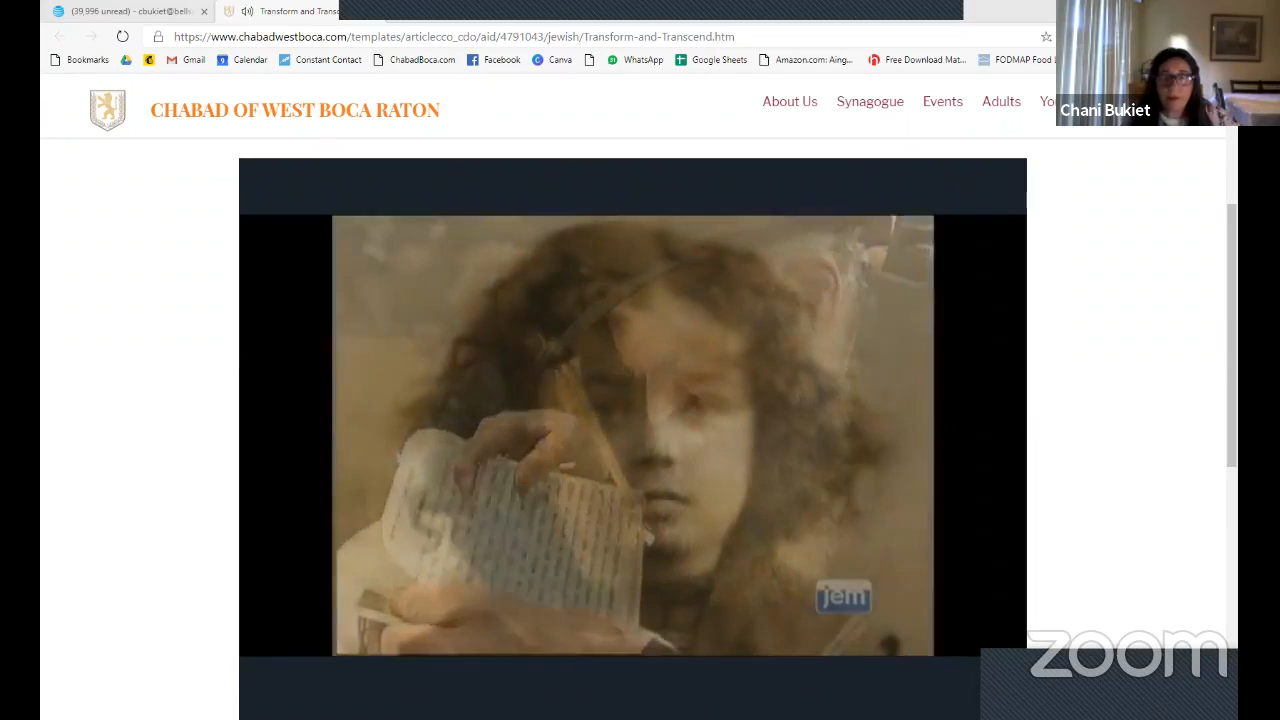 (39,996 unread) - cbukiet@bells
Transform and Trans
https://www.chabadwestboca.com/templates/articlecco_cdo/aid/4791043/jewish/Transform-and-Transcend.htm
Bookmarks
Gmail
Calendar
Constant Contact
ChabadBoca.com
Facebook
Canva
WhatsApp
Google Sheets
Amazon.com: Aing...
Free Download Mat...
FODMAP Food L
CHABAD OF WEST BOCA RATON
About Us
Synagogue
Events
Adults
Yo
Chani Bukiet
jem
zoom